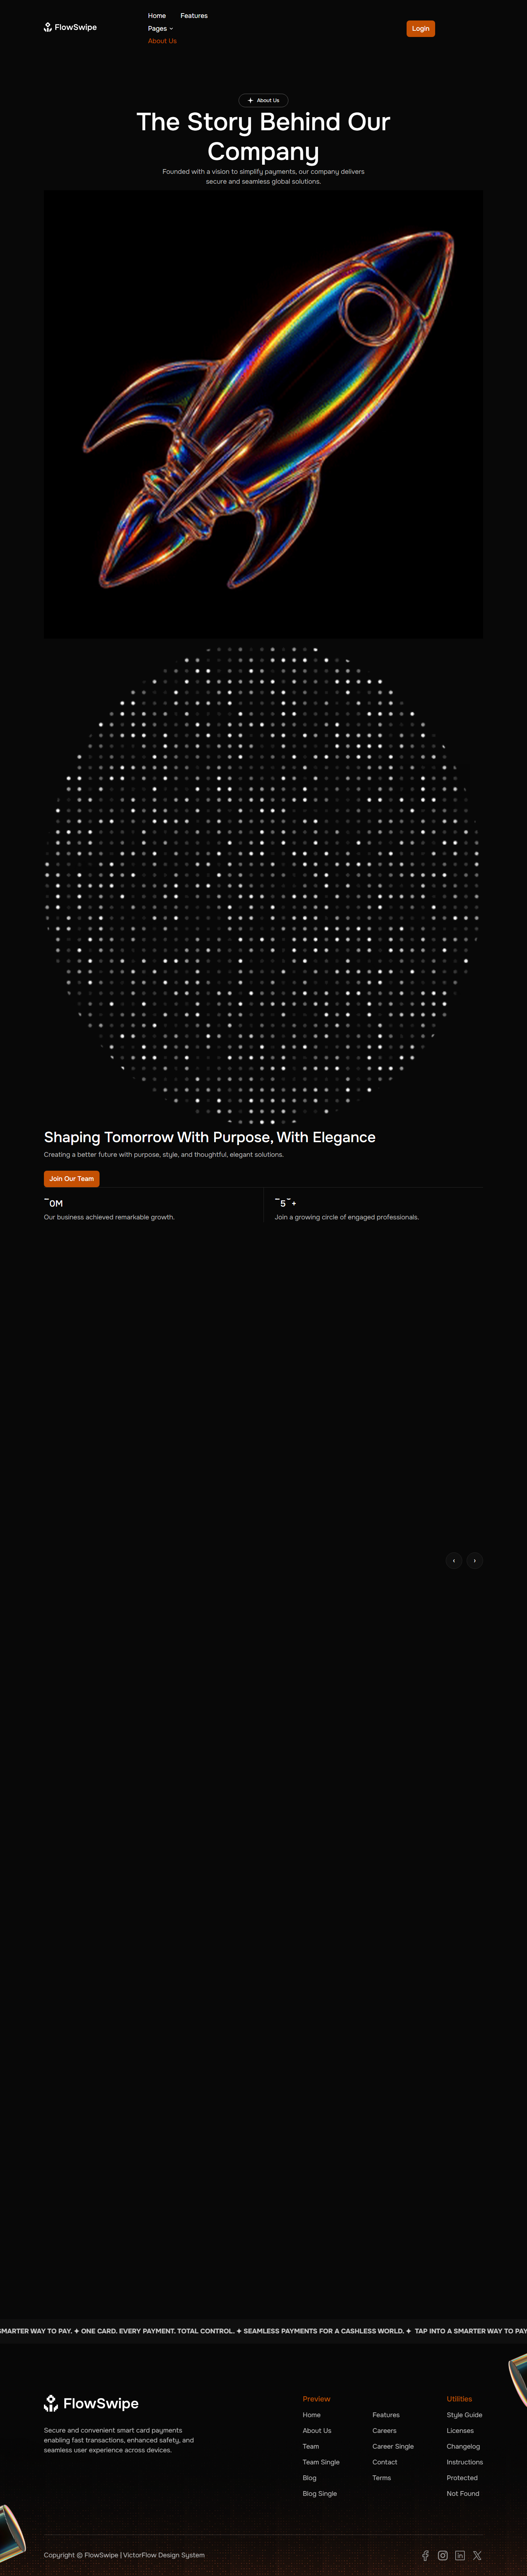 FlowSwipe
Home
Features
Pages
About Us
Login
About Us
The Story Behind Our
Company
Founded with a vision to simplify payments, our company delivers
secure and seamless global solutions.
Shaping Tomorrow With Purpose, With Elegance
Creating a better future with purpose, style, and thoughtful, elegant solutions.
Join Our Team
0M
Our business achieved remarkable growth.
5 +
Join a growing circle of engaged professionals.
SMARTER WAY TO PAY. ONE CARD. EVERY PAYMENT. TOTAL CONTROL. SEAMLESS PAYMENTS FOR A CASHLESS WORLD. TAP INTO A SMARTER WAY TO PAY
FlowSwipe
Secure and convenient smart card payments
enabling fast transactions, enhanced safety, and
seamless user experience across devices.
Preview
Home
About Us
Team
Team Single
Blog
Blog Single
Features
Careers
Career Single
Contact
Terms
Utilities
Style Guide
Licenses
Changelog
Instructions
Protected
Not Found
Copyright © FlowSwipe | VictorFlow Design System